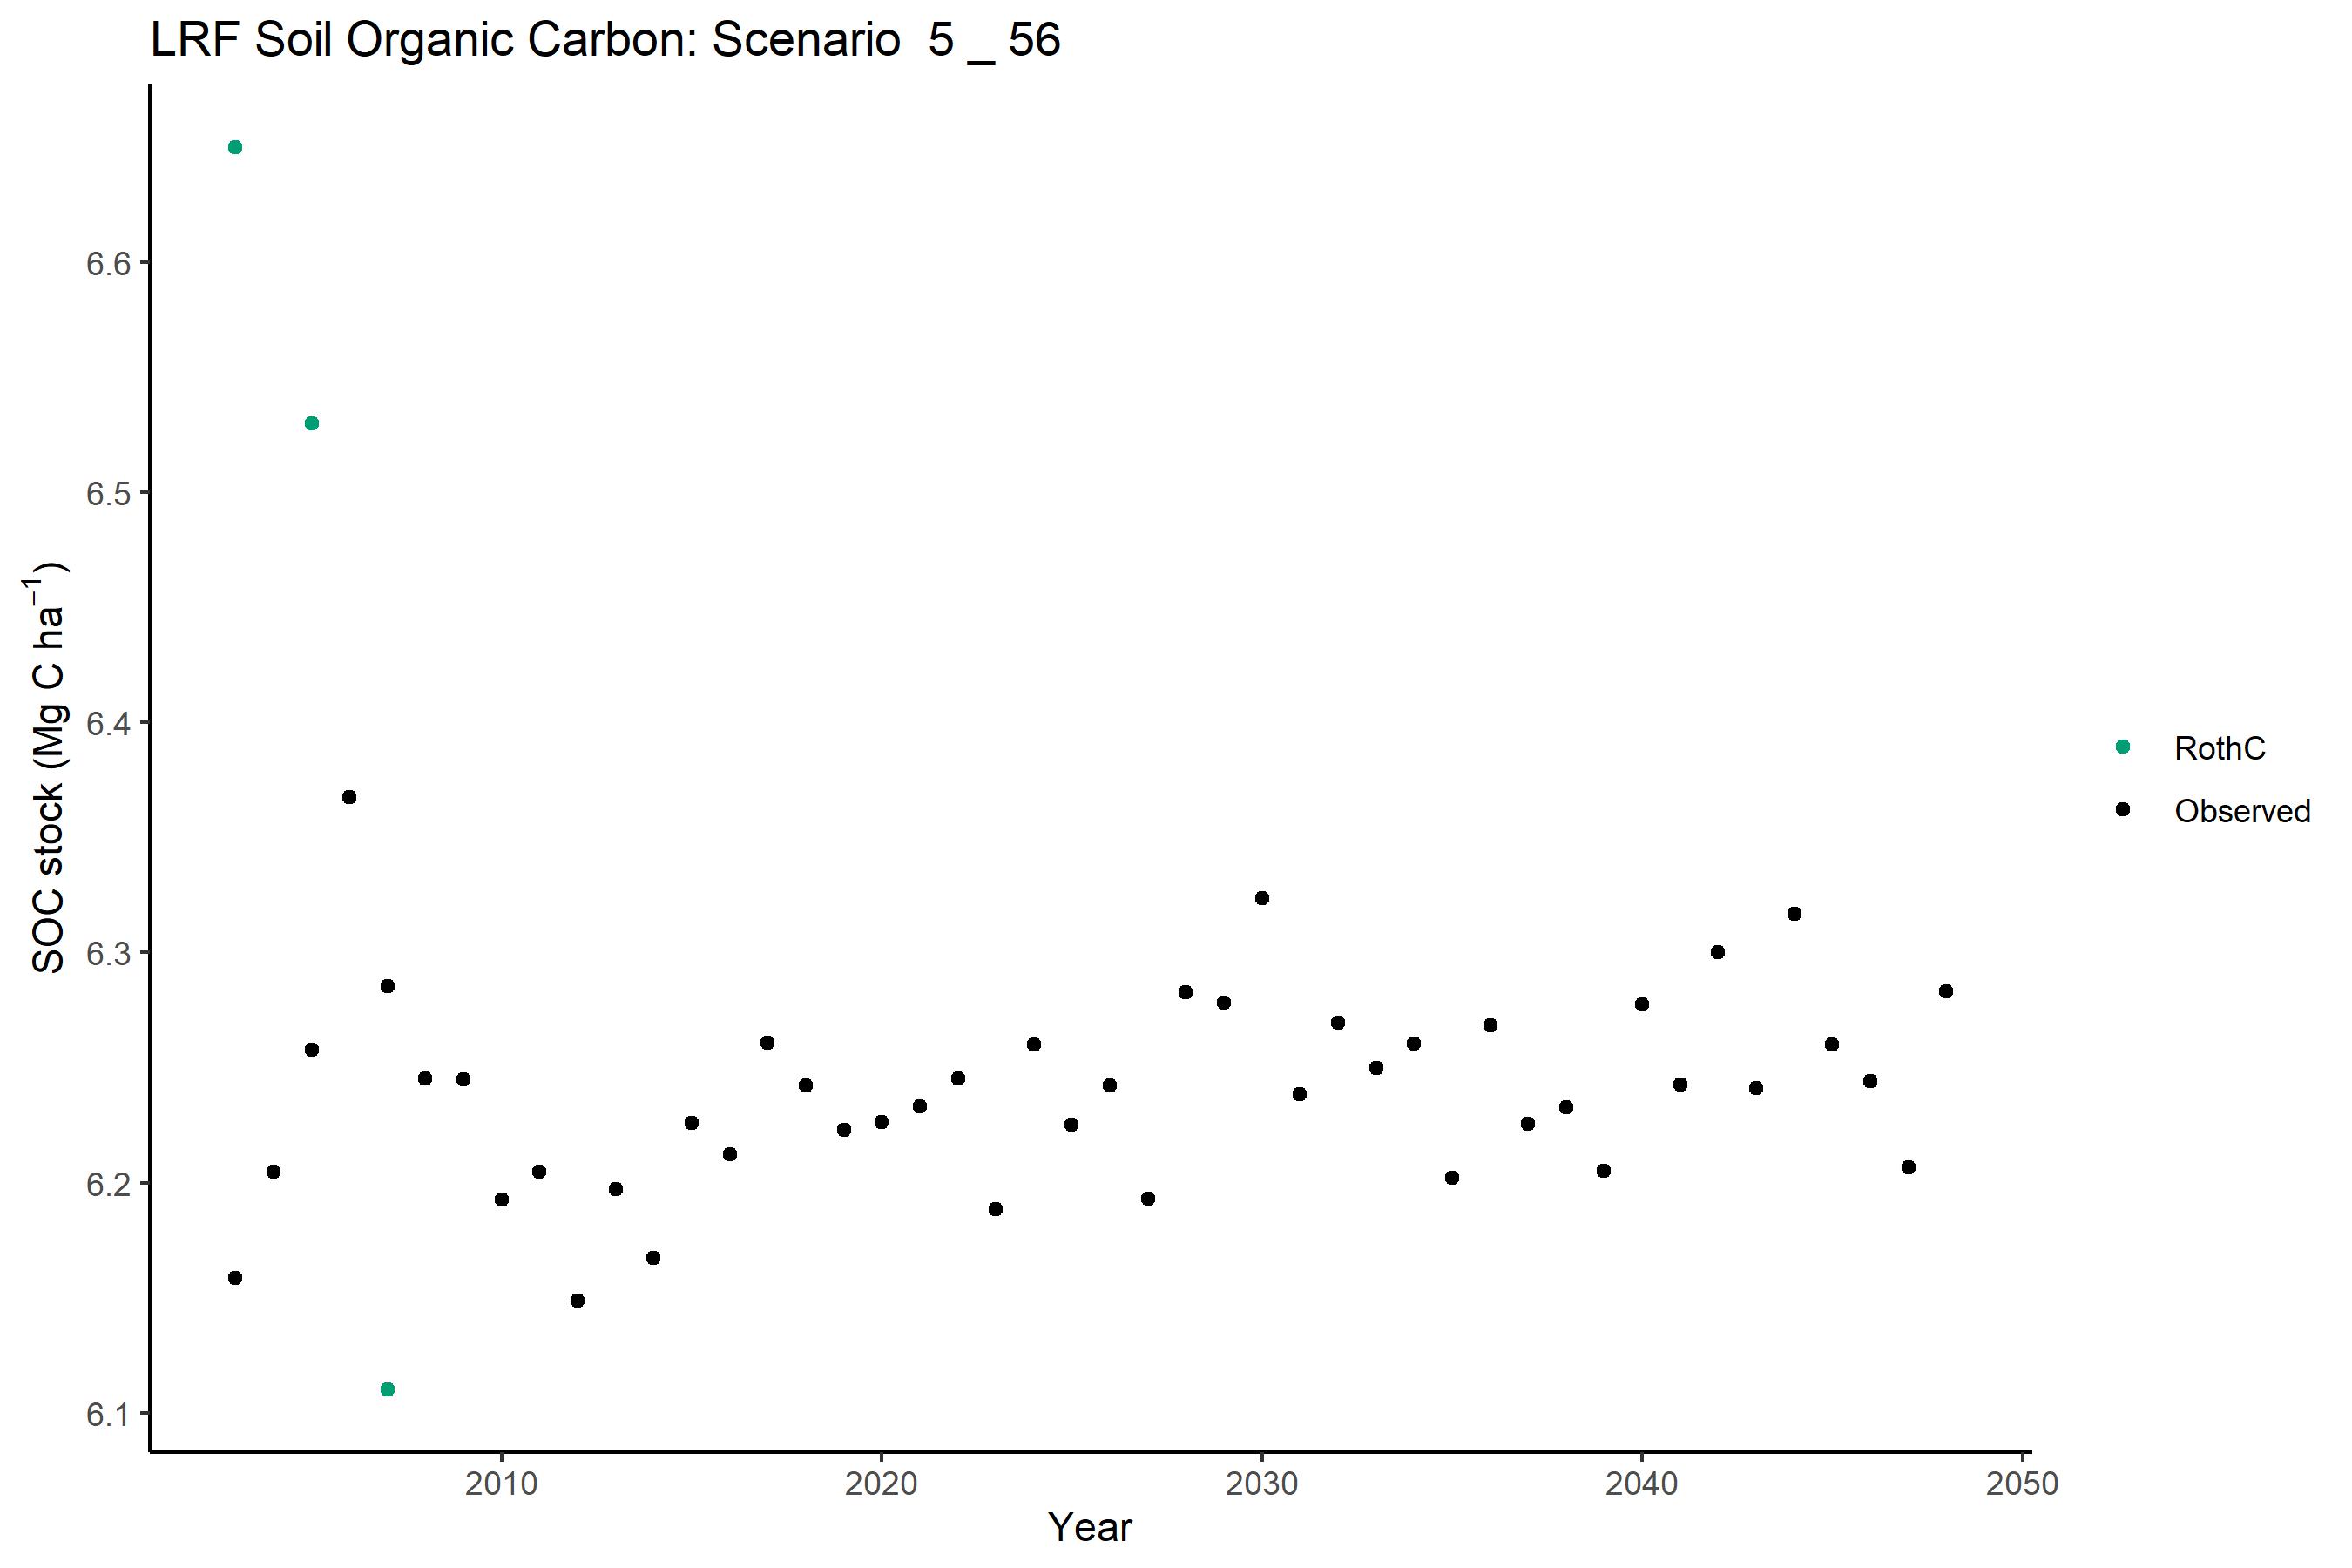 LRF Soil Organic Carbon: Scenario  5 _ 56
SOC stock (Mg C ha⁻¹)
6.6
6.5
6.4
6.3
6.2
6.1
2010 2020 2030 2040 2050
Year
RothC
Observed